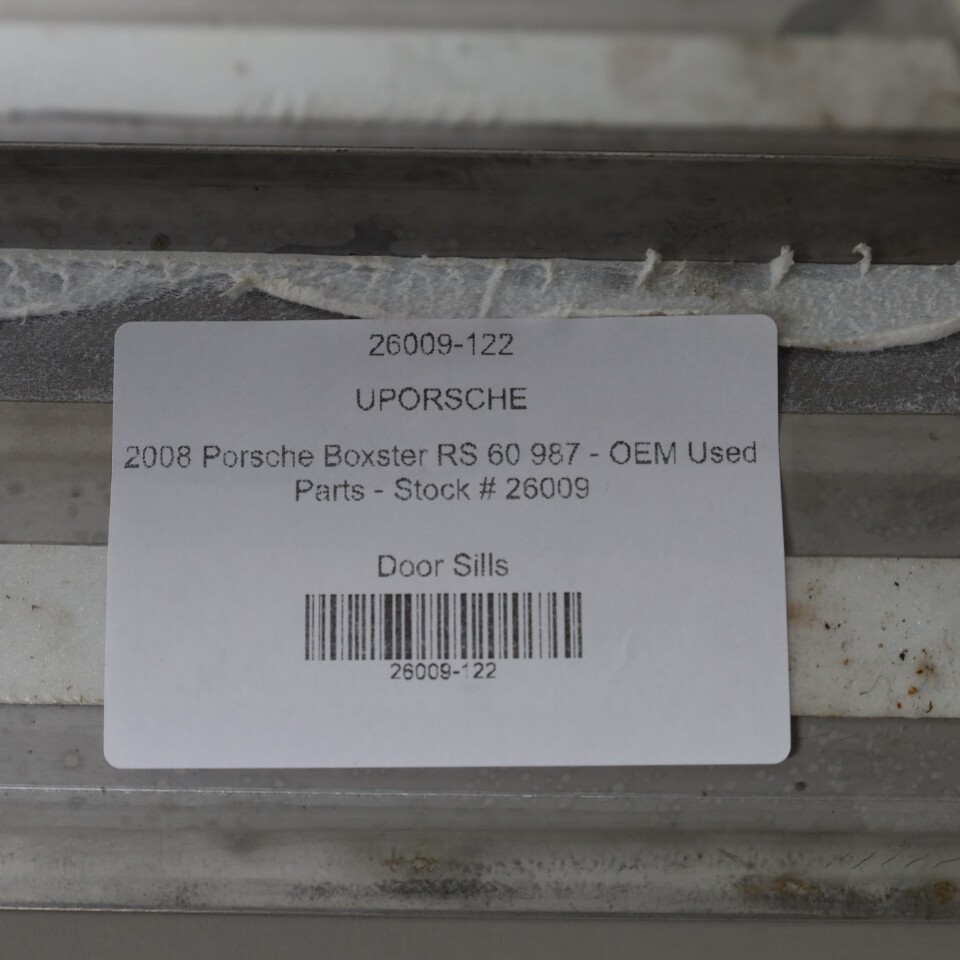 26009-122
UPORSCHE
2008 Porsche Boxster RS 60 987 - OEM Used
Parts - Stock # 26009
Door Sills
26009-122